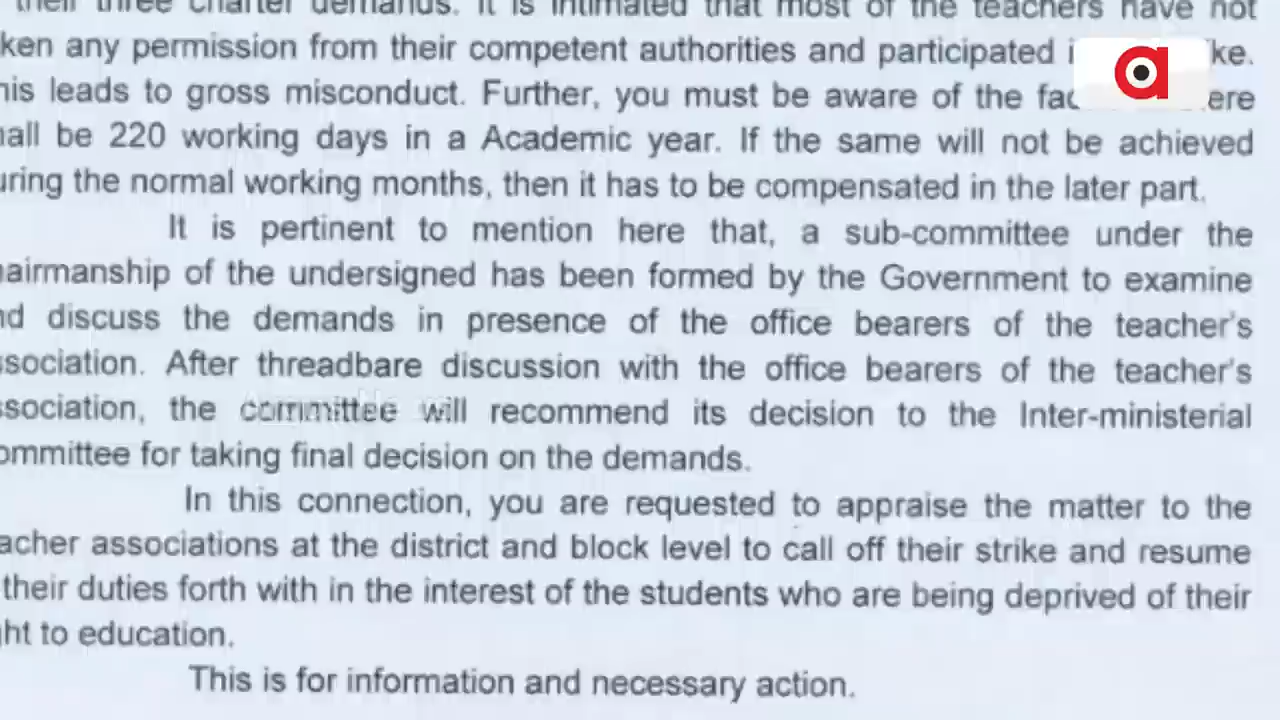 their three charter demands. It is intimated that most of the teachers have not
ken any permission from their competent authorities and participated i ke.
his leads to gross misconduct. Further, you must be aware of the fac ere
hall be 220 working days in a Academic year. If the same will not be achieved
uring the normal working months, then it has to be compensated in the later part.
It is pertinent to mention here that, a sub-committee under the
hairmanship of the undersigned has been formed by the Government to examine
nd discuss the demands in presence of the office bearers of the teacher's
ssociation. After threadbare discussion with the office bearers of the teacher's
ssociation, the committee will recommend its decision to the Inter-ministerial
ommittee for taking final decision on the demands.
In this connection, you are requested to appraise the matter to the
acher associations at the district and block level to call off their strike and resume
their duties forth with in the interest of the students who are being deprived of their
ght to education.
This is for information and necessary action.